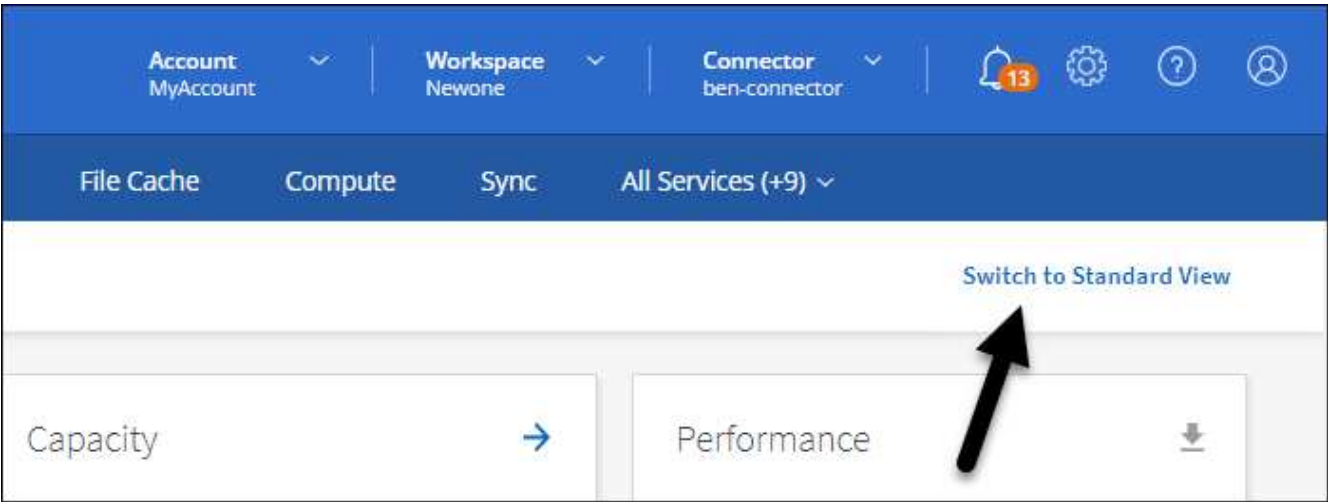 Account
MyAccount
Workspace
Newone
Connector
ben-connector
13
?
File Cache
Compute
Sync
All Services (+9)
Switch to Standard View
Capacity
Performance